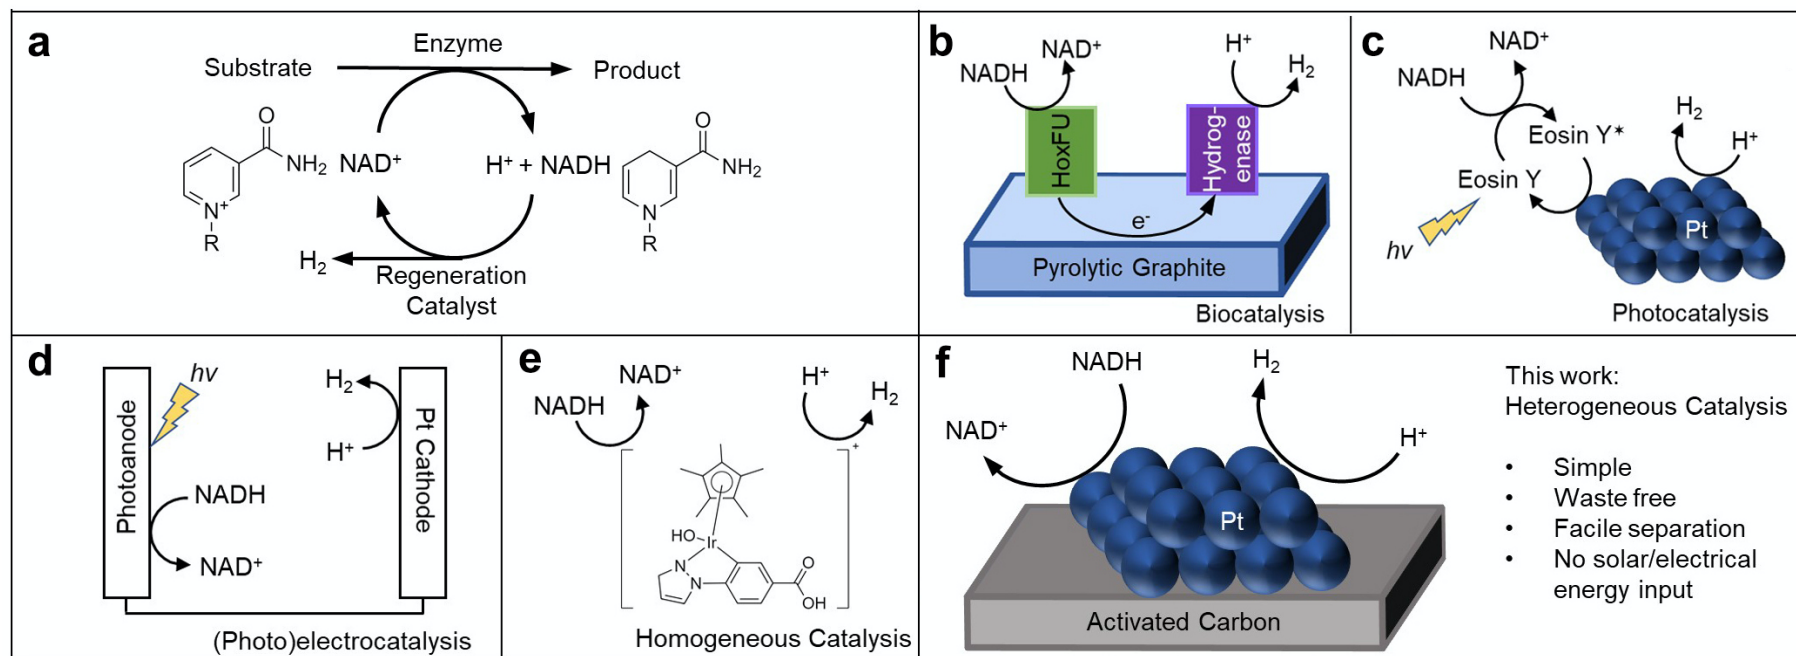 a
Enzyme
Substrate
Product
O
NH₂
NAD⁺
N⁺
R
H⁺ + NADH
O
NH₂
N
R
H₂
Regeneration
Catalyst
b
NADH
NAD⁺
H⁺
H₂
HoxFU
Hydrog-
enase
e⁻
Pyrolytic Graphite
Biocatalysis
c
NAD⁺
NADH
Eosin Y*
Eosin Y
hv
H₂
H⁺
Pt
Photocatalysis
d
Photoanode
hv
NADH
NAD⁺
H₂
H⁺
Pt Cathode
(Photo)electrocatalysis
e
NADH
NAD⁺
H⁺
H₂
+
HO
Ir
N
N
O
OH
Homogeneous Catalysis
f
NADH
NAD⁺
H₂
H⁺
Pt
Activated Carbon
This work:
Heterogeneous Catalysis
• Simple
• Waste free
• Facile separation
• No solar/electrical
energy input